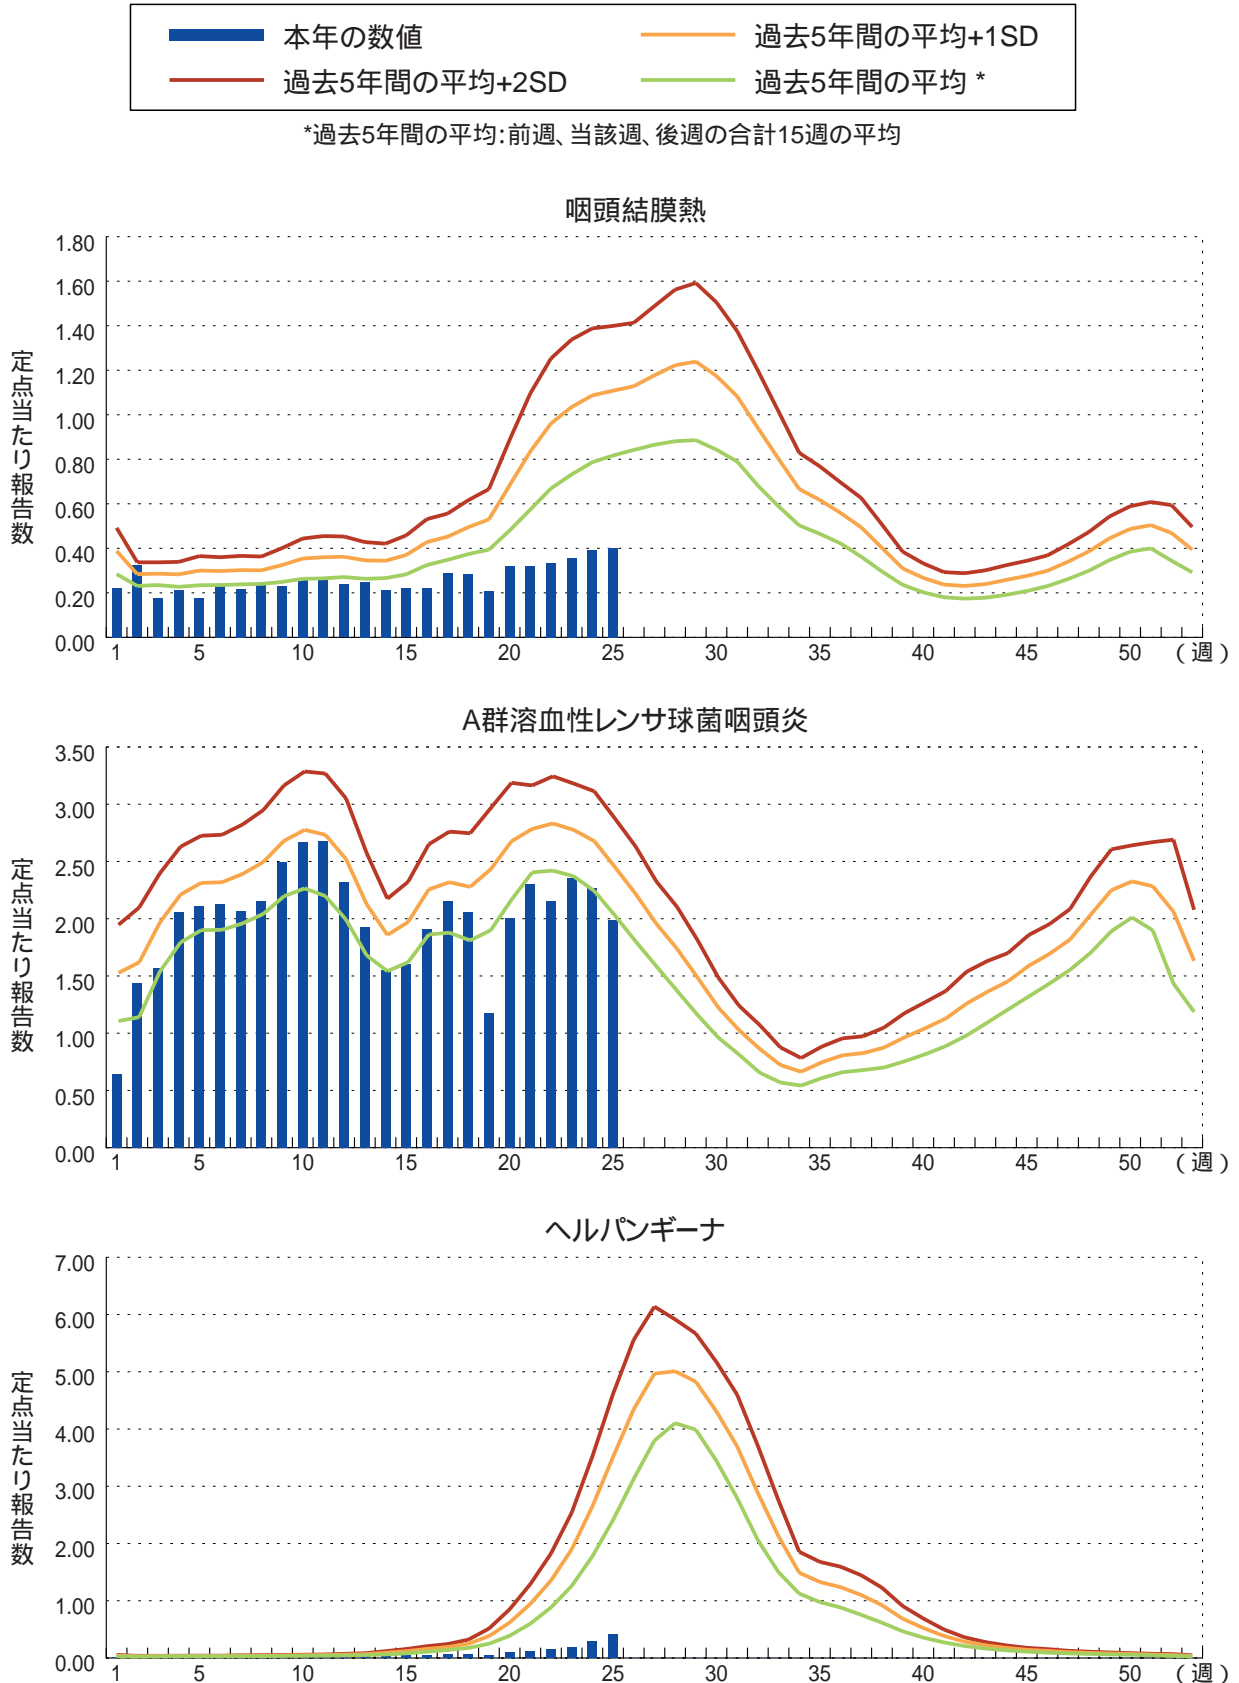 本年の数値
過去5年間の平均+1SD
過去5年間の平均+2SD
過去5年間の平均 *
*過去5年間の平均:前週、当該週、後週の合計15週の平均
咽頭結膜熱
定点当たり報告数
1.80
1.60
1.40
1.20
1.00
0.80
0.60
0.40
0.20
0.00
1 5 10 15 20 25 30 35 40 45 50 (週)
A群溶血性レンサ球菌咽頭炎
定点当たり報告数
3.50
3.00
2.50
2.00
1.50
1.00
0.50
0.00
1 5 10 15 20 25 30 35 40 45 50 (週)
ヘルパンギーナ
定点当たり報告数
7.00
6.00
5.00
4.00
3.00
2.00
1.00
0.00
1 5 10 15 20 25 30 35 40 45 50 (週)